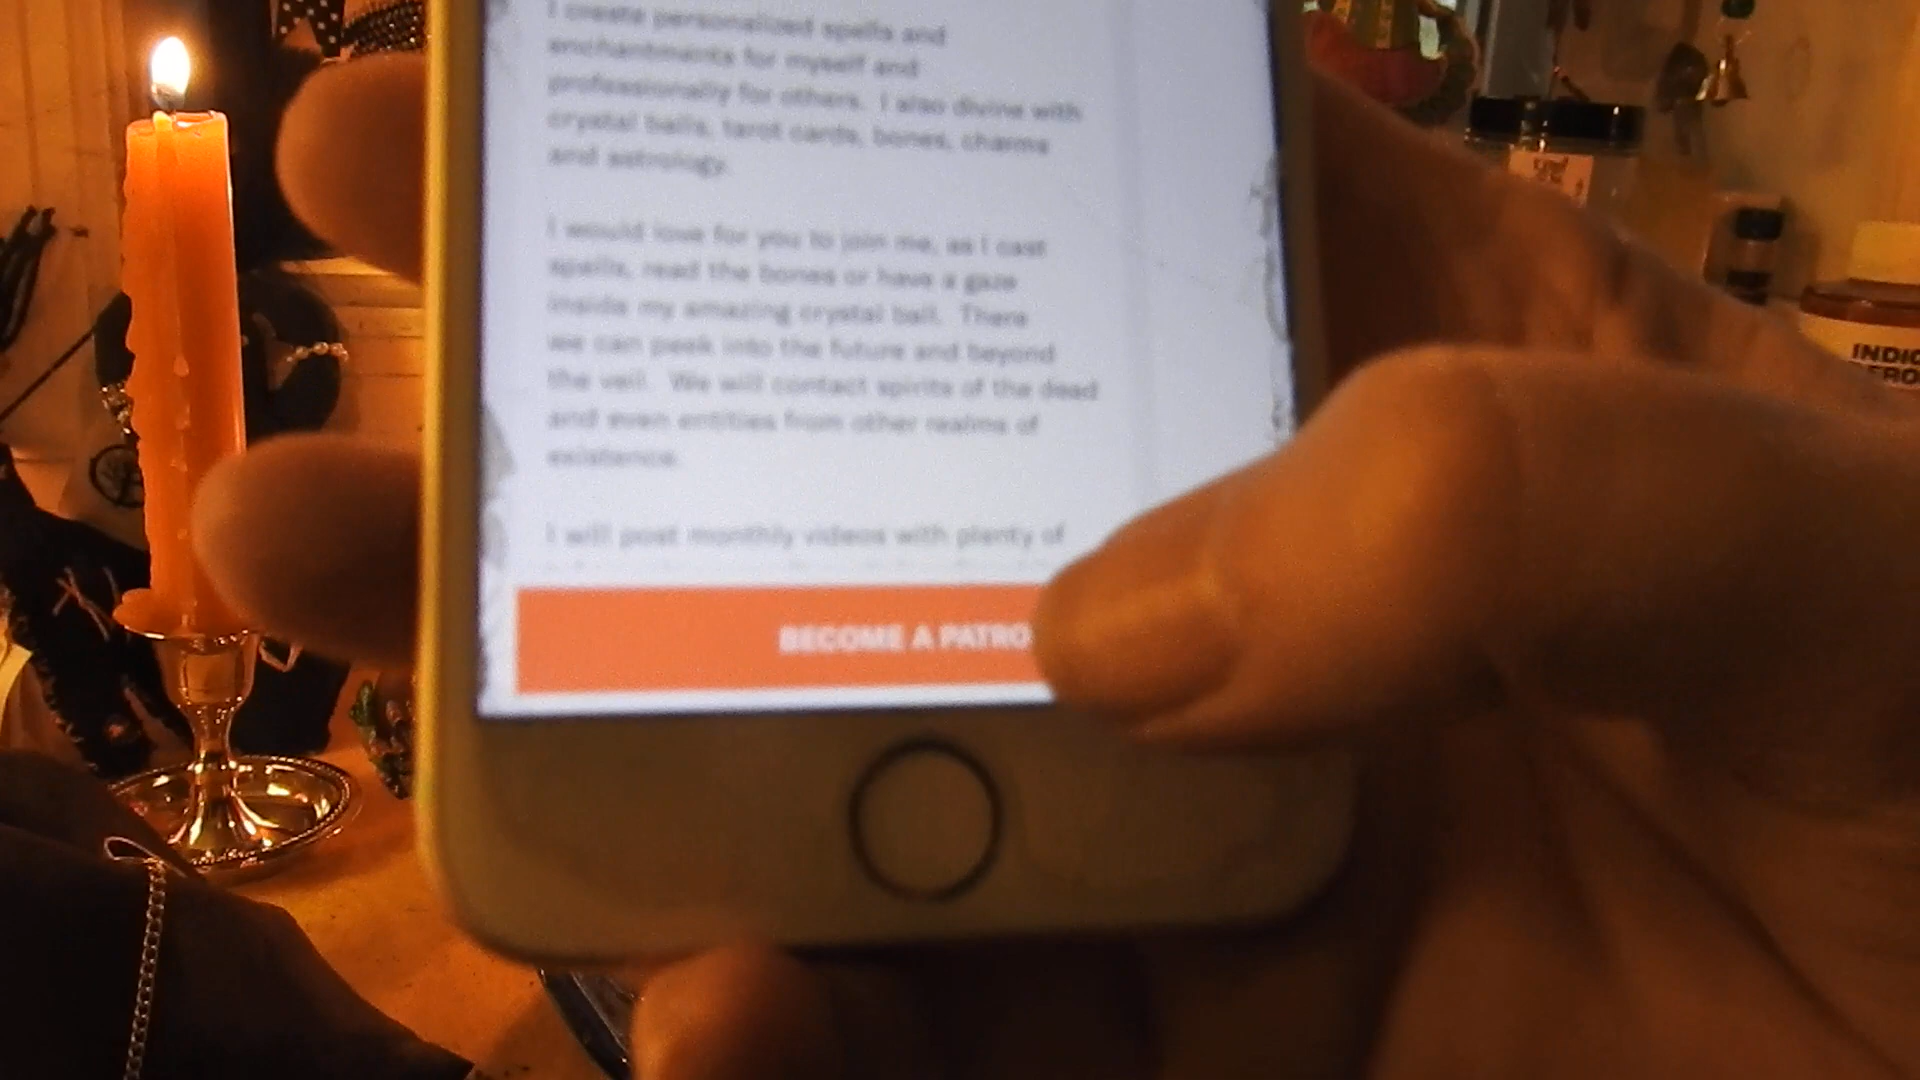 I create personalized spells and
enchantments for myself and
professionally for others. I also divine with
crystal balls, tarot cards, bones, charms
and astrology.
I would love for you to join me, as I cast
spells, read the bones or have a gaze
inside my amazing crystal ball. There
we can peek into the future and beyond
the veil. We will contact spirits of the dead
and even entities from other realms of
existence.
I will post monthly videos with plenty of
BECOME A PATRO
INDIG